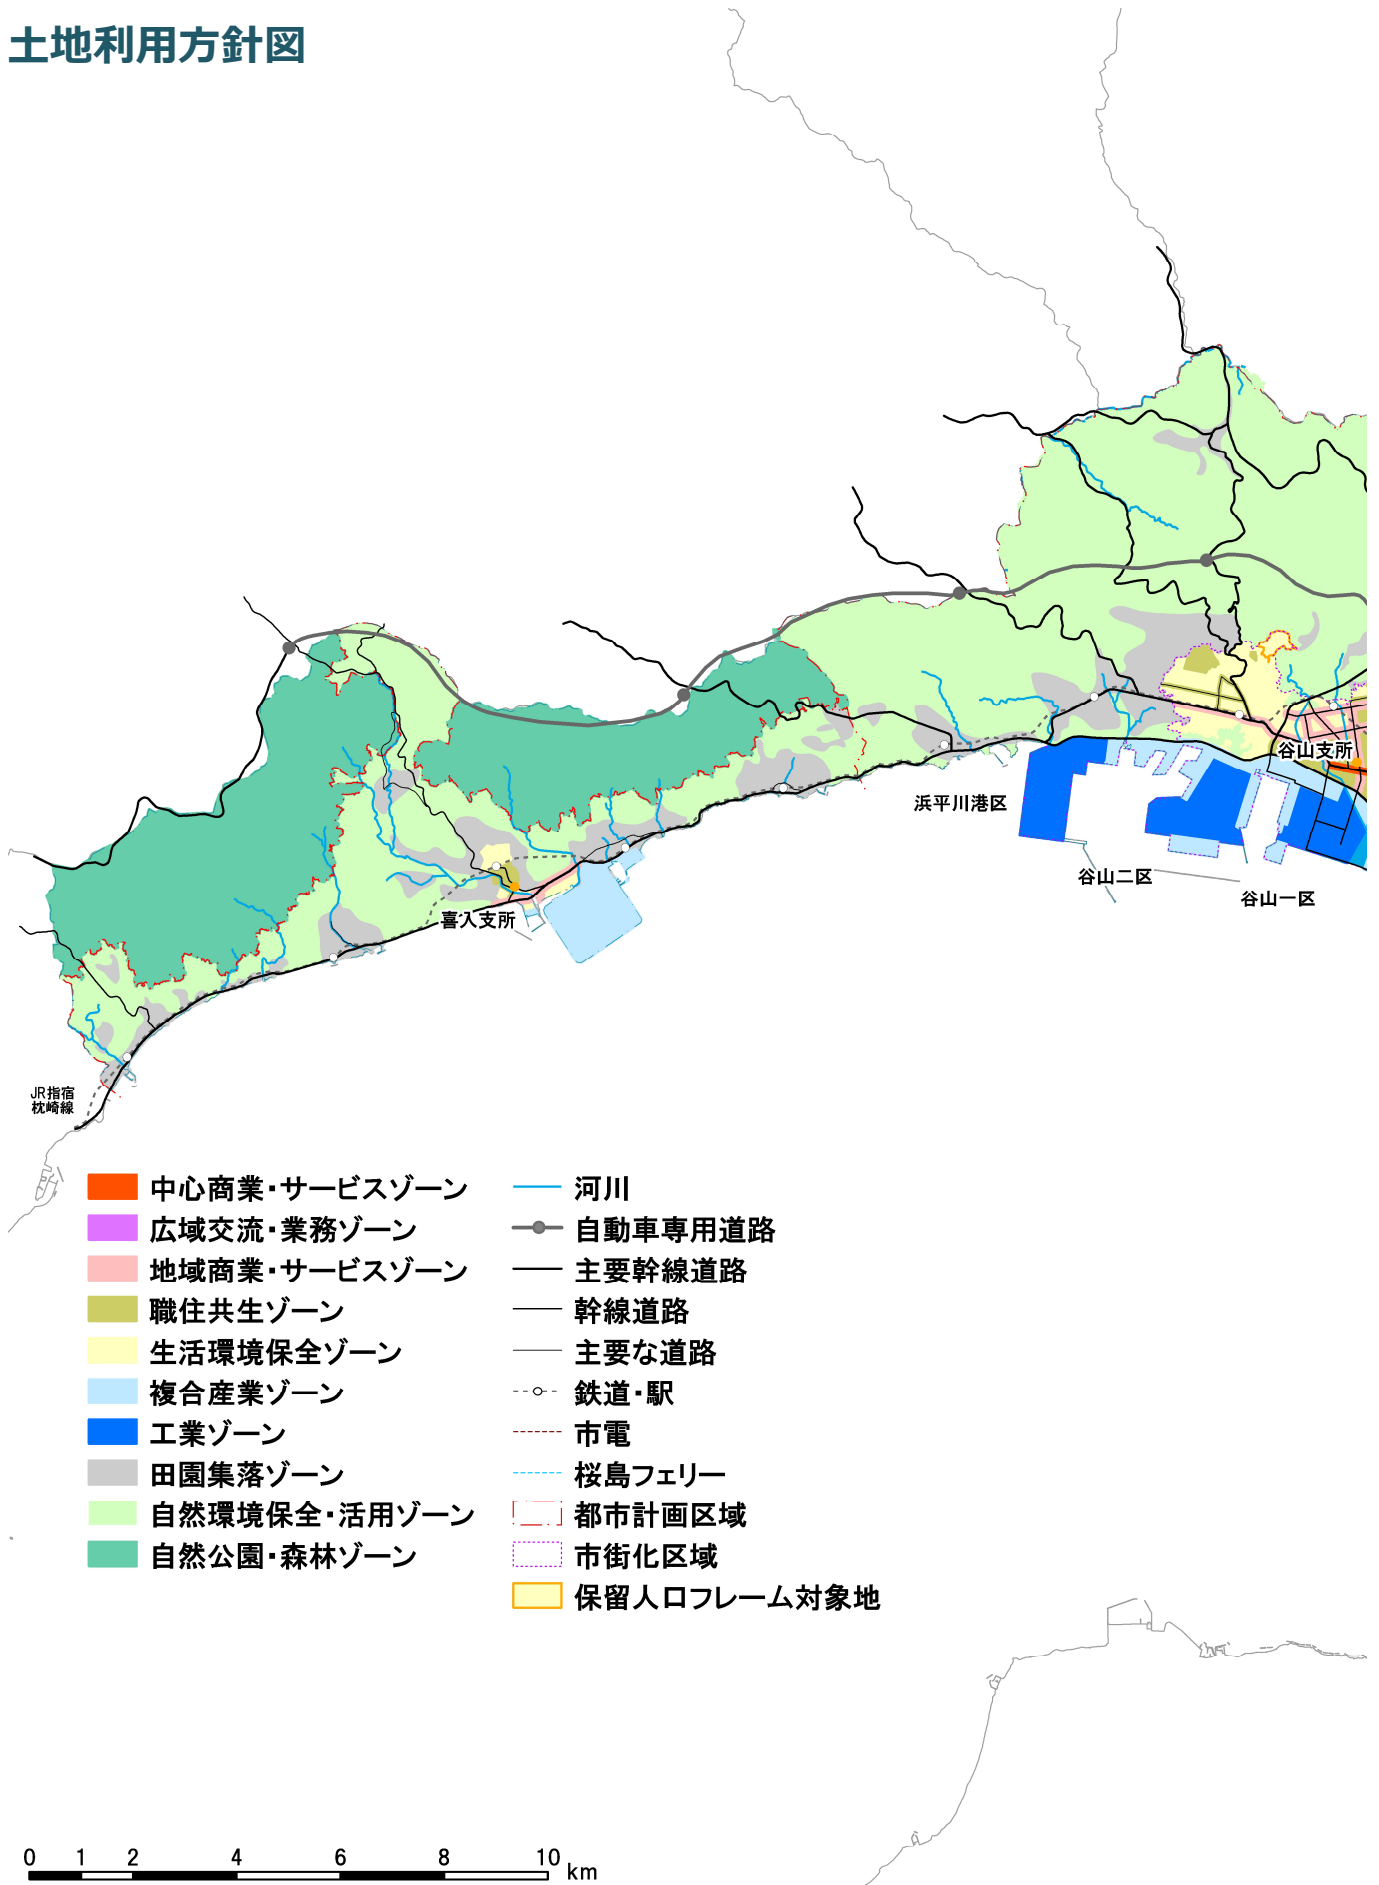 土地利用方針図
谷山支所
浜平川港区
谷山二区
谷山一区
喜入支所
JR指宿
枕崎線
中心商業・サービスゾーン
広域交流・業務ゾーン
地域商業・サービスゾーン
職住共生ゾーン
生活環境保全ゾーン
複合産業ゾーン
工業ゾーン
田園集落ゾーン
自然環境保全・活用ゾーン
自然公園・森林ゾーン
河川
自動車専用道路
主要幹線道路
幹線道路
主要な道路
鉄道・駅
市電
桜島フェリー
都市計画区域
市街化区域
保留人口フレーム対象地
0 1 2 4 6 8 10 km